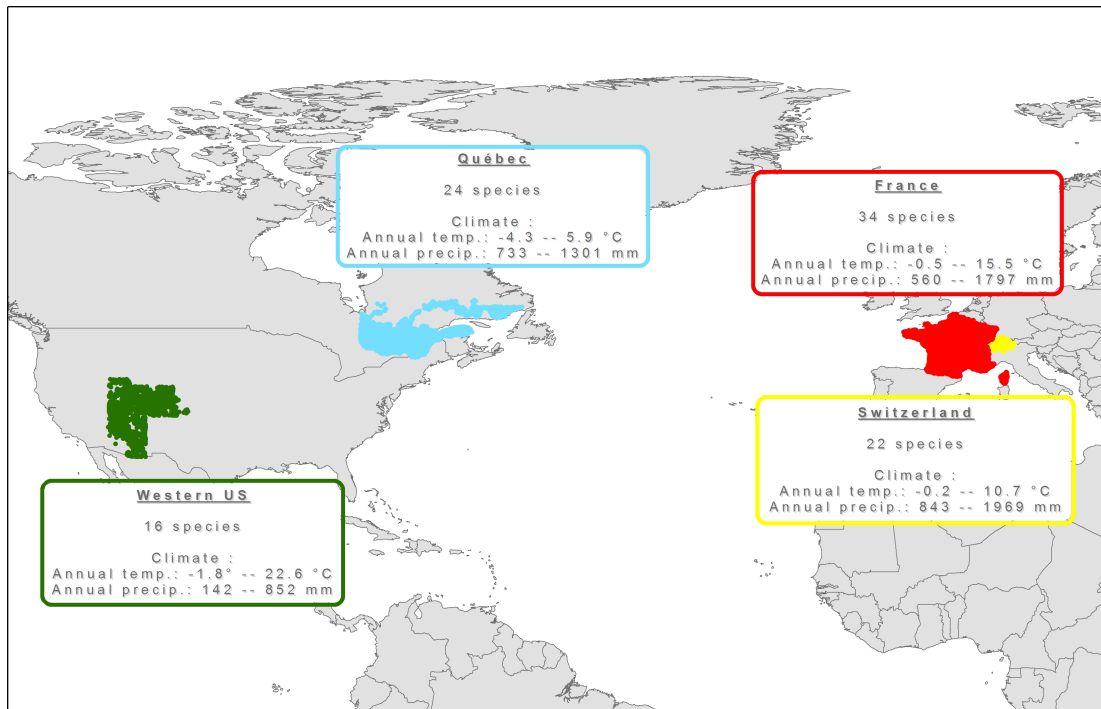 Québec
24 species
Climate :
Annual temp.: -4.3 -- 5.9 °C
Annual precip.: 733 -- 1301 mm
France
34 species
Climate :
Annual temp.: -0.5 -- 15.5 °C
Annual precip.: 560 -- 1797 mm
Switzerland
22 species
Climate :
Annual temp.: -0.2 -- 10.7 °C
Annual precip.: 843 -- 1969 mm
Western US
16 species
Climate :
Annual temp.: -1.8° -- 22.6 °C
Annual precip.: 142 -- 852 mm